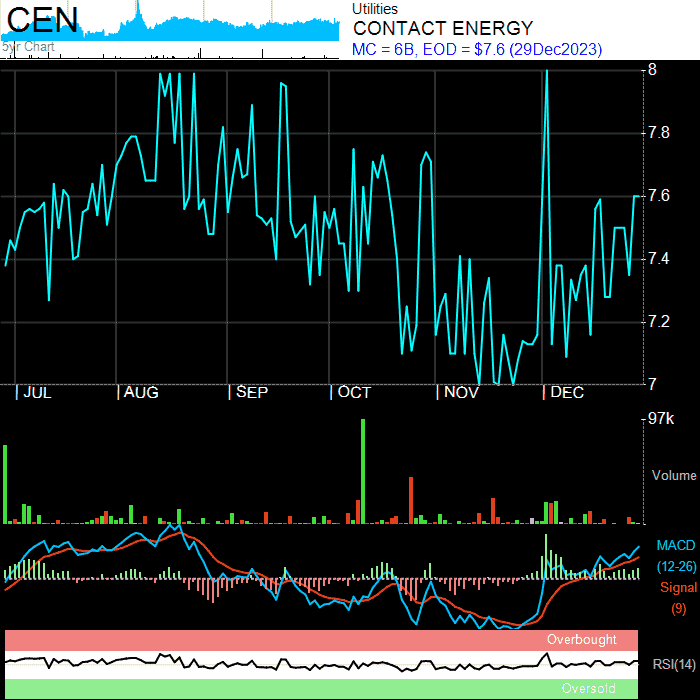 CEN
5yr Chart
Utilities
CONTACT ENERGY
MC = 6B, EOD = $7.6 (29Dec2023)
8
7.8
7.6
7.4
7.2
7
JUL AUG SEP OCT NOV DEC
97k
Volume
MACD
(12-26)
Signal
(9)
Overbought
RSI(14)
Oversold